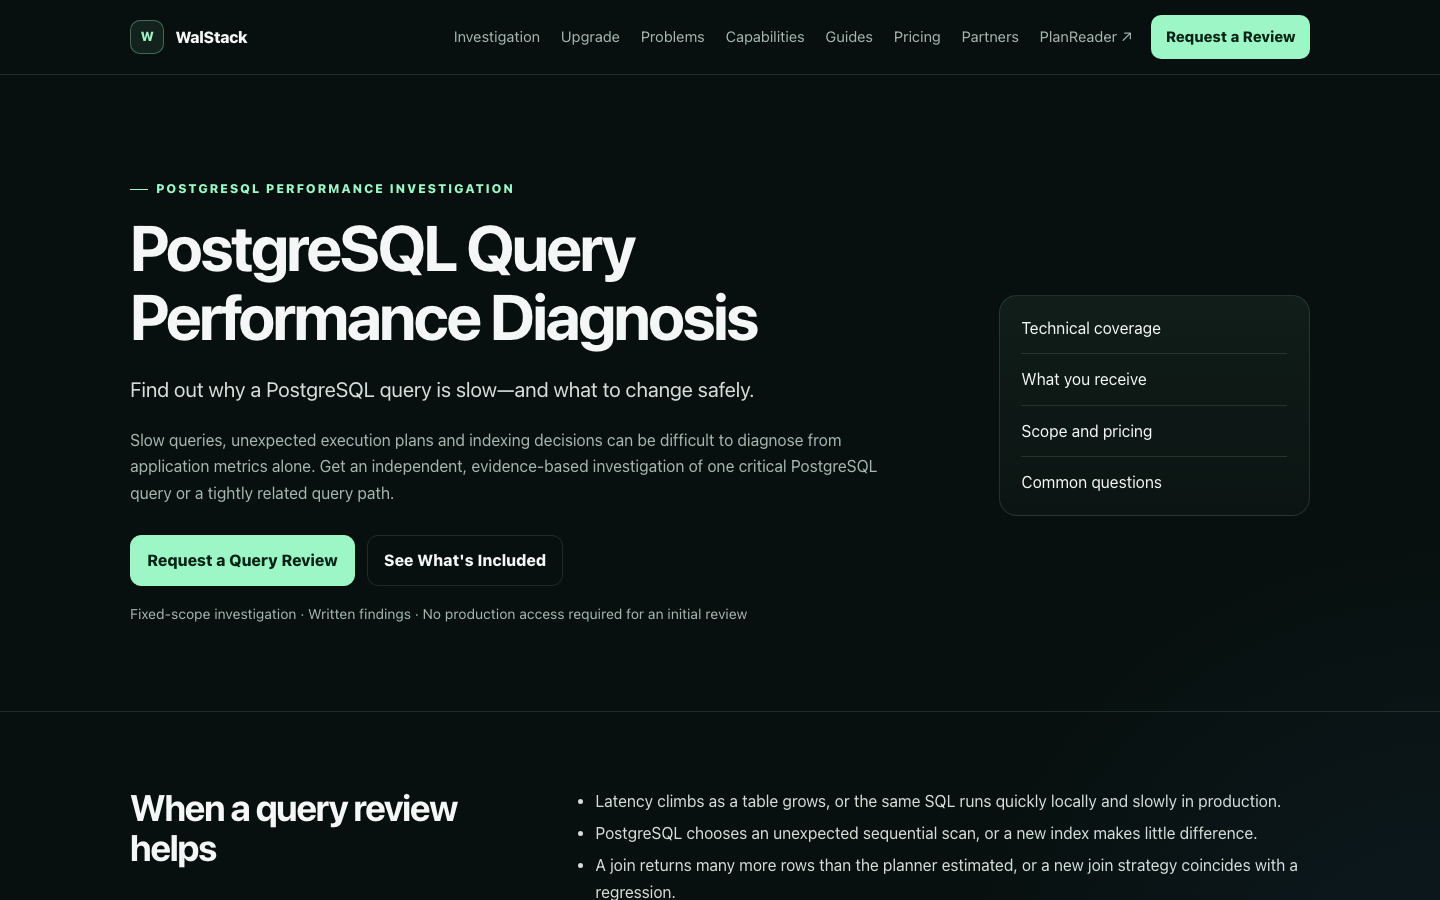 W WalStack
Investigation Upgrade Problems Capabilities Guides Pricing Partners PlanReader ↗ Request a Review
— POSTGRESQL PERFORMANCE INVESTIGATION
PostgreSQL Query
Performance Diagnosis
Find out why a PostgreSQL query is slow—and what to change safely.
Slow queries, unexpected execution plans and indexing decisions can be difficult to diagnose from
application metrics alone. Get an independent, evidence-based investigation of one critical PostgreSQL
query or a tightly related query path.
Request a Query Review
See What's Included
Fixed-scope investigation · Written findings · No production access required for an initial review
Technical coverage
What you receive
Scope and pricing
Common questions
When a query review
helps
• Latency climbs as a table grows, or the same SQL runs quickly locally and slowly in production.
• PostgreSQL chooses an unexpected sequential scan, or a new index makes little difference.
• A join returns many more rows than the planner estimated, or a new join strategy coincides with a
regression.